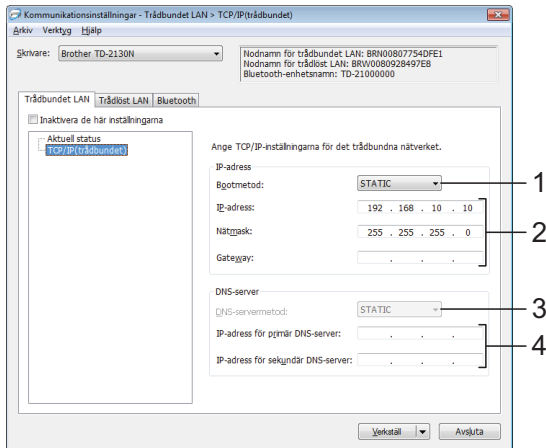 Kommunikationsinställningar - Trådbundet LAN > TCP/IP(trådbundet)
Arkiv Verktyg Hjälp
Skrivare: Brother TD-2130N
Nodnamn för trådbundet LAN: BRN00807754DFE1
Nodnamn för trådlöst LAN: BRW0080928497E8
Bluetooth-enhetsnamn: TD-21000000
Trådbundet LAN Trådlöst LAN Bluetooth
Inaktivera de här inställningarna
Aktuell status
TCP/IP(trådbundet)
Ange TCP/IP-inställningarna för det trådbundna nätverket.
IP-adress
Bootmetod: STATIC 1
IP-adress: 192 . 168 . 10 . 10
Nätmask: 255 . 255 . 255 . 0 2
Gateway: . . .
DNS-server
DNS-servermetod: STATIC 3
IP-adress för primär DNS-server: . . .
4
IP-adress för sekundär DNS-server: . . .
Verkställ Avsluta